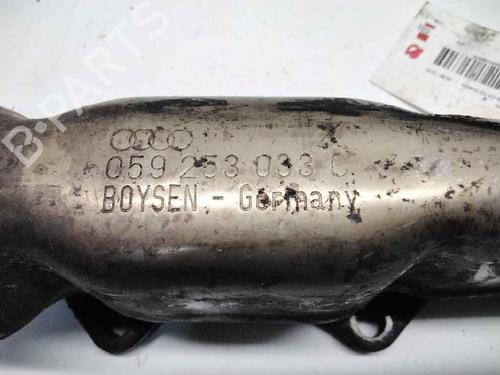 B-PARTS
059 253 033 C
BOYSEN - Germany